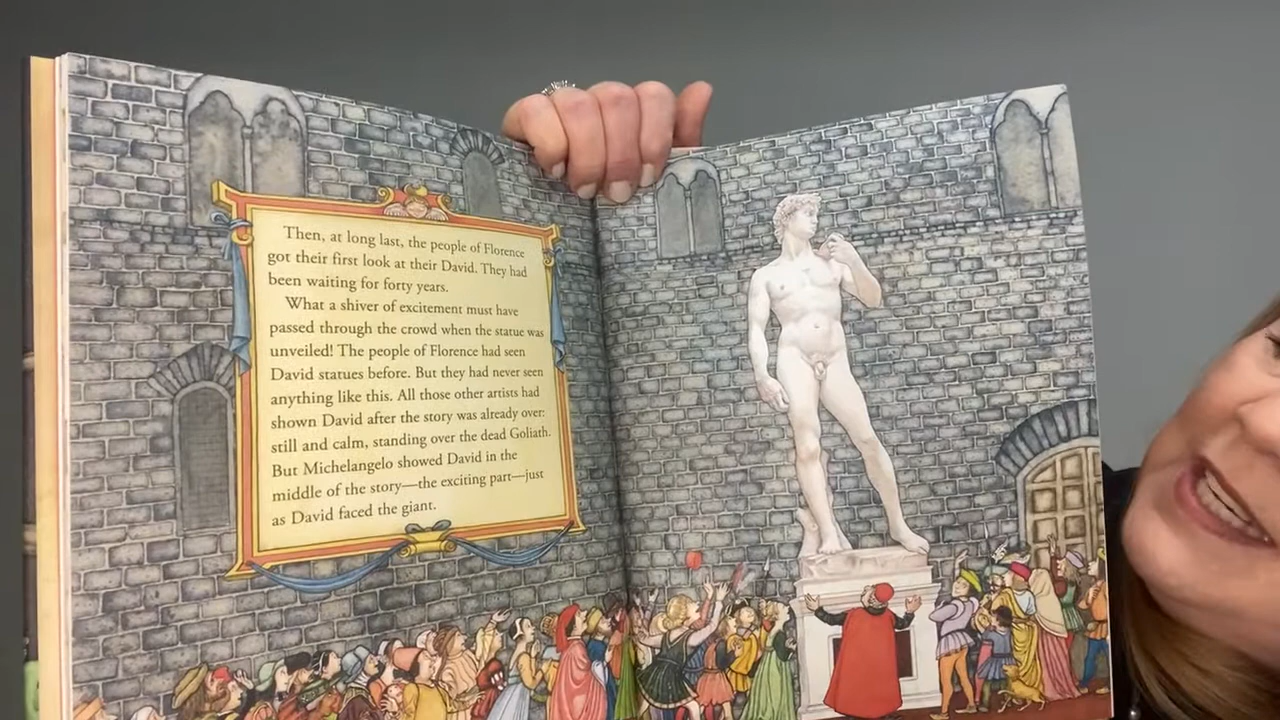 Then, at long last, the people of Florence
got their first look at their David. They had
been waiting for forty years.
What a shiver of excitement must have
passed through the crowd when the statue was
unveiled! The people of Florence had seen
David statues before. But they had never seen
anything like this. All those other artists had
shown David after the story was already over:
still and calm, standing over the dead Goliath.
But Michelangelo showed David in the
middle of the story—the exciting part—just
as David faced the giant.